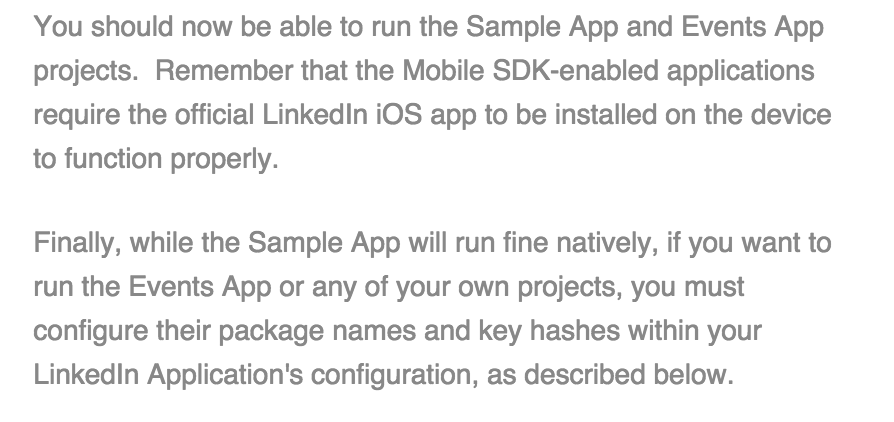 You should now be able to run the Sample App and Events App
projects.  Remember that the Mobile SDK-enabled applications
require the official LinkedIn iOS app to be installed on the device
to function properly.
Finally, while the Sample App will run fine natively, if you want to
run the Events App or any of your own projects, you must
configure their package names and key hashes within your
LinkedIn Application's configuration, as described below.